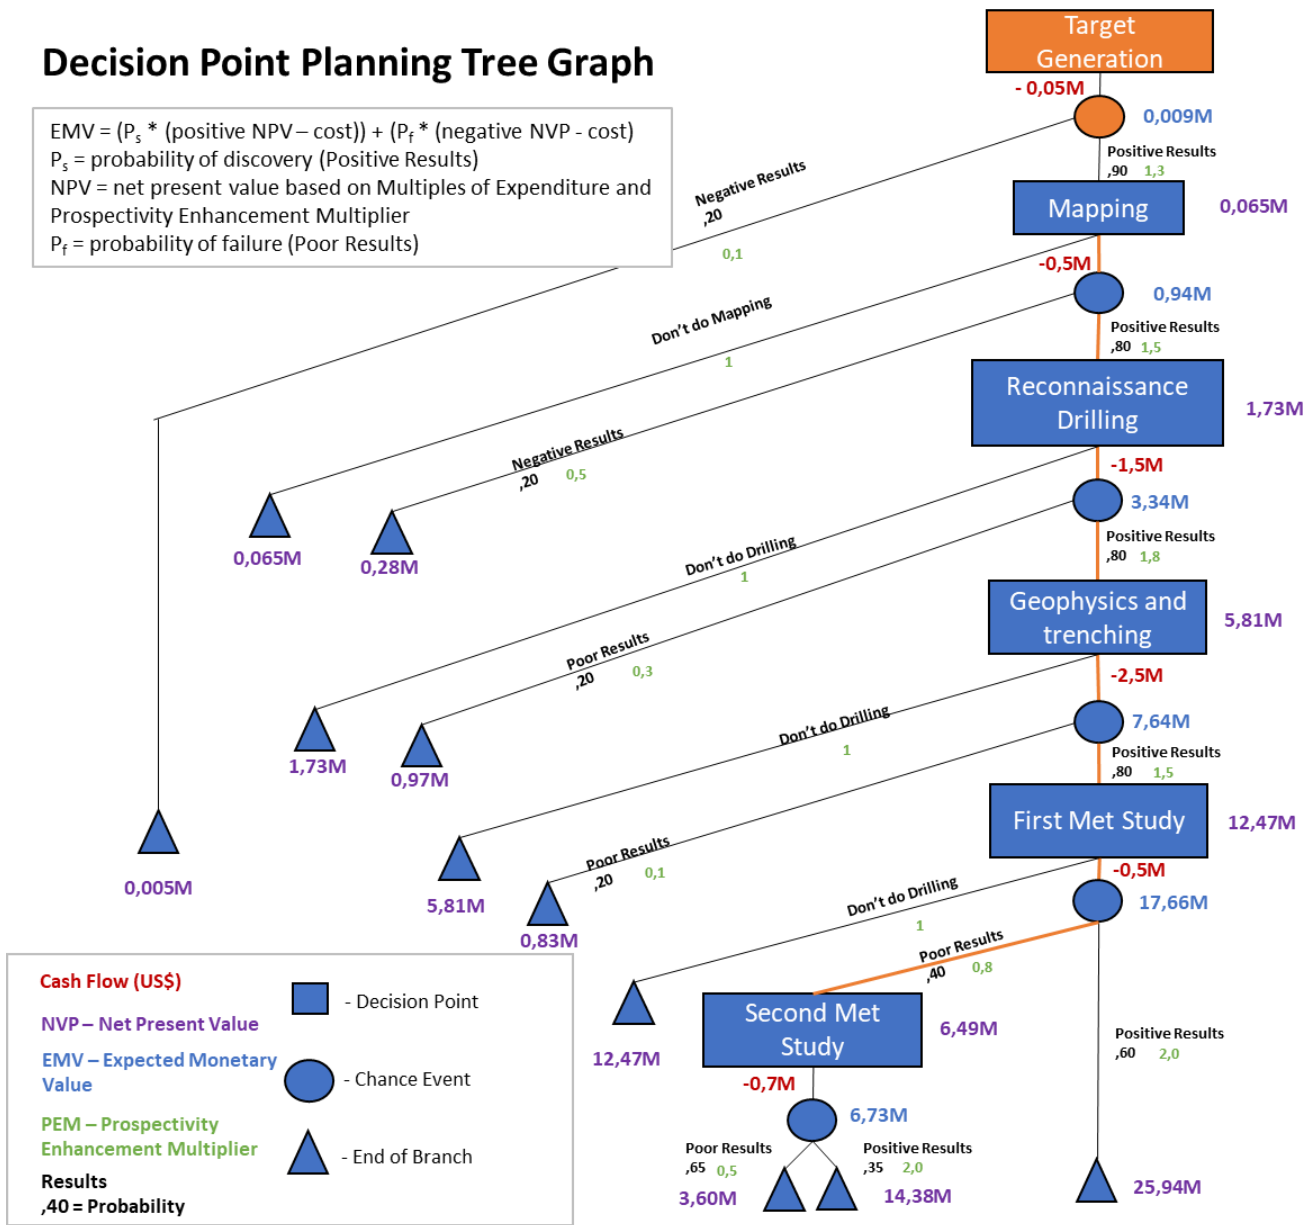 Decision Point Planning Tree Graph
EMV = (Ps * (positive NPV – cost)) + (Pf * (negative NVP - cost)
Ps = probability of discovery (Positive Results)
NPV = net present value based on Multiples of Expenditure and
Prospectivity Enhancement Multiplier
Pf = probability of failure (Poor Results)
Target
Generation
- 0,05M
0,009M
Positive Results
,90 1,3
Negative Results
,20
0,1
Mapping
0,065M
-0,5M
0,94M
Don't do Mapping
1
Positive Results
,80 1,5
Reconnaissance
Drilling
1,73M
Negative Results
,20 0,5
-1,5M
3,34M
0,065M
0,28M
Don't do Drilling
1
Positive Results
,80 1,8
Geophysics and
trenching
5,81M
Poor Results
,20 0,3
-2,5M
7,64M
Don't do Drilling
1
1,73M
0,97M
Positive Results
,80 1,5
First Met Study
12,47M
Poor Results
,20 0,1
-0,5M
17,66M
0,005M
5,81M
0,83M
Don't do Drilling
1
Poor Results
,40 0,8
Second Met
Study
6,49M
12,47M
Positive Results
,60 2,0
-0,7M
6,73M
Poor Results
,65 0,5
Positive Results
,35 2,0
3,60M
14,38M
25,94M
Cash Flow (US$)
NVP – Net Present Value
EMV – Expected Monetary
Value
PEM – Prospectivity
Enhancement Multiplier
Results
,40 = Probability
- Decision Point
- Chance Event
- End of Branch